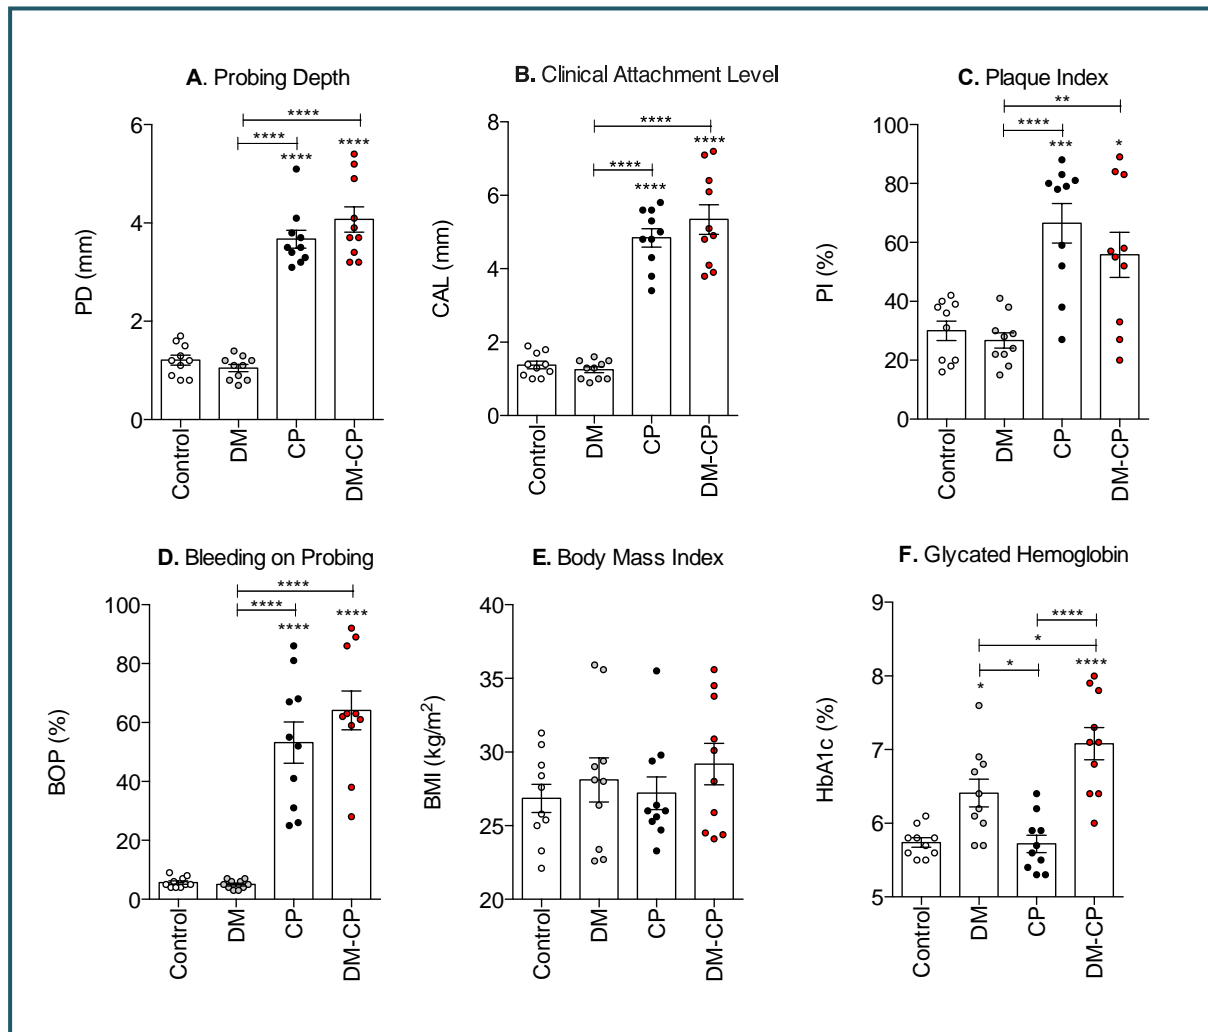 A. Probing Depth
**** 
****
****
****
6
4
2
0
PD (mm)
Control
DM
CP
DM-CP
B. Clinical Attachment Level
****
****
****
****
8
6
4
2
0
CAL (mm)
Control
DM
CP
DM-CP
C. Plaque Index
**
****
***
*
100
80
60
40
20
0
PI (%)
Control
DM
CP
DM-CP
D. Bleeding on Probing
****
****
****
****
100
80
60
40
20
0
BOP (%)
Control
DM
CP
DM-CP
E. Body Mass Index
40
35
30
25
20
BMI (kg/m²)
Control
DM
CP
DM-CP
F. Glycated Hemoglobin
****
*
*
****
*
9
8
7
6
5
HbA1c (%)
Control
DM
CP
DM-CP